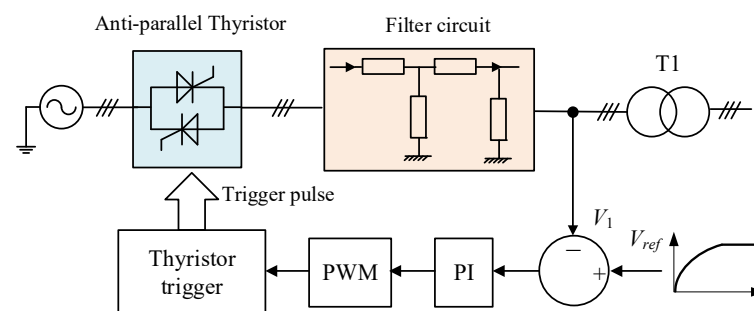 Anti-parallel Thyristor
Filter circuit
T1
Trigger pulse
V1
Vref
−
+
Thyristor
trigger
PWM
PI